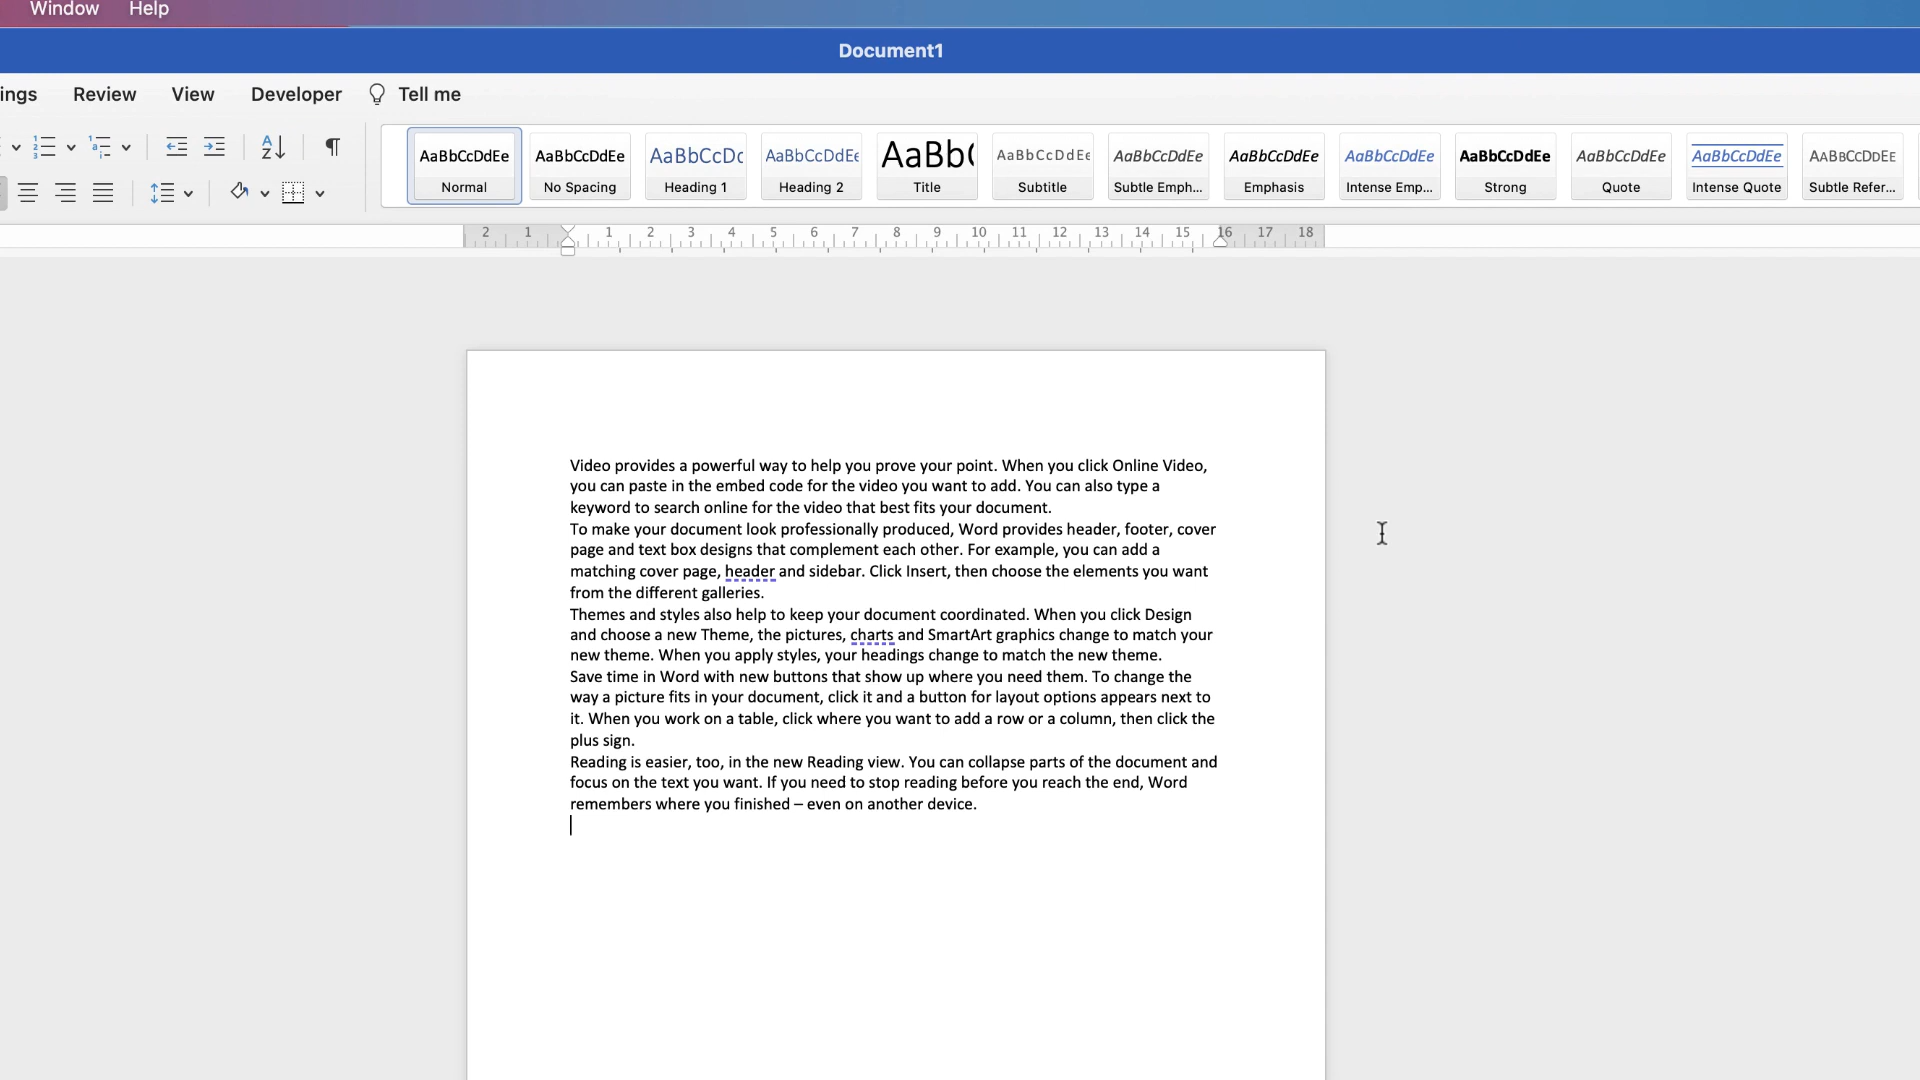 Window Help
Document1
ings Review View Developer Tell me
AaBbCcDdEe AaBbCcDdEe AaBbCcDc AaBbCcDdEe AaBb( AaBbCcDdEe AaBbCcDdEe AaBbCcDdEe AaBbCcDdEe AaBbCcDdEe AaBbCcDdEe AaBbCcDdEe AaBbCcDdEe
Normal No Spacing Heading 1 Heading 2 Title Subtitle Subtle Emph... Emphasis Intense Emp... Strong Quote Intense Quote Subtle Refer...
2 1 1 2 3 4 5 6 7 8 9 10 11 12 13 14 15 16 17 18
Video provides a powerful way to help you prove your point. When you click Online Video,
you can paste in the embed code for the video you want to add. You can also type a
keyword to search online for the video that best fits your document.
To make your document look professionally produced, Word provides header, footer, cover
page and text box designs that complement each other. For example, you can add a
matching cover page, header and sidebar. Click Insert, then choose the elements you want
from the different galleries.
Themes and styles also help to keep your document coordinated. When you click Design
and choose a new Theme, the pictures, charts and SmartArt graphics change to match your
new theme. When you apply styles, your headings change to match the new theme.
Save time in Word with new buttons that show up where you need them. To change the
way a picture fits in your document, click it and a button for layout options appears next to
it. When you work on a table, click where you want to add a row or a column, then click the
plus sign.
Reading is easier, too, in the new Reading view. You can collapse parts of the document and
focus on the text you want. If you need to stop reading before you reach the end, Word
remembers where you finished – even on another device.